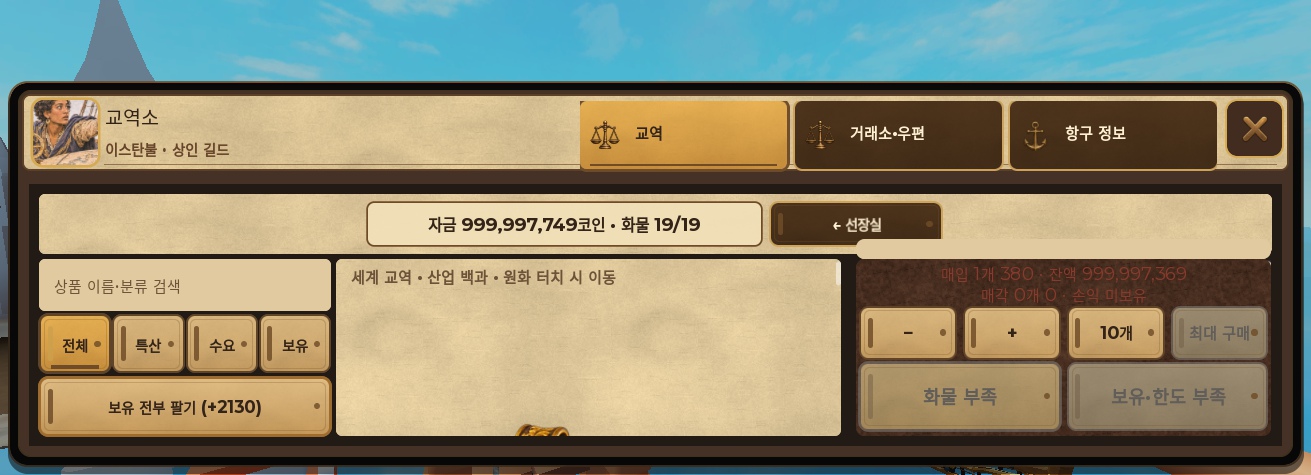 교역소
이스탄불 · 상인 길드
교역
거래소•우편
항구 정보
자금 999,997,749코인 • 화물 19/19
← 선장실
상품 이름·분류 검색
전체
특산
수요
보유
보유 전부 팔기 (+2130)
세계 교역 • 산업 백과 • 원화 터치 시 이동
매입 1개 380 · 잔액 999,997,369
매각 0개 0 · 손익 미보유
−
+
10개
최대 구매
화물 부족
보유·한도 부족